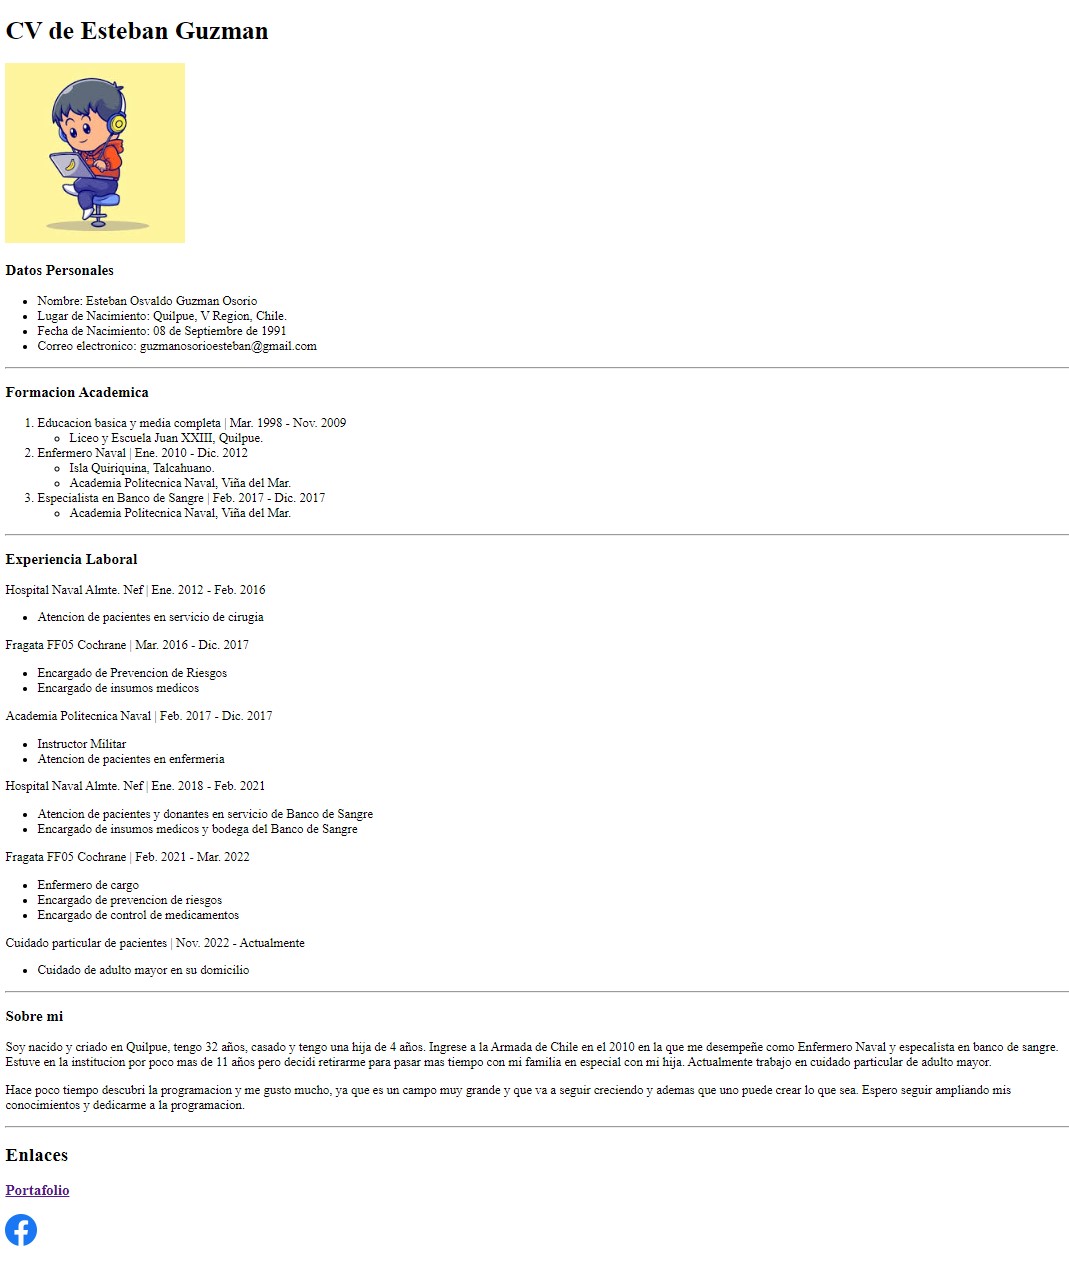 CV de Esteban Guzman
Datos Personales
Nombre: Esteban Osvaldo Guzman Osorio
Lugar de Nacimiento: Quilpue, V Region, Chile.
Fecha de Nacimiento: 08 de Septiembre de 1991
Correo electronico: guzmanosorioesteban@gmail.com
Formacion Academica
1. Educacion basica y media completa | Mar. 1998 - Nov. 2009
Liceo y Escuela Juan XXIII, Quilpue.
2. Enfermero Naval | Ene. 2010 - Dic. 2012
Isla Quiriquina, Talcahuano.
Academia Politecnica Naval, Viña del Mar.
3. Especialista en Banco de Sangre | Feb. 2017 - Dic. 2017
Academia Politecnica Naval, Viña del Mar.
Experiencia Laboral
Hospital Naval Almte. Nef | Ene. 2012 - Feb. 2016
Atencion de pacientes en servicio de cirugia
Fragata FF05 Cochrane | Mar. 2016 - Dic. 2017
Encargado de Prevencion de Riesgos
Encargado de insumos medicos
Academia Politecnica Naval | Feb. 2017 - Dic. 2017
Instructor Militar
Atencion de pacientes en enfermeria
Hospital Naval Almte. Nef | Ene. 2018 - Feb. 2021
Atencion de pacientes y donantes en servicio de Banco de Sangre
Encargado de insumos medicos y bodega del Banco de Sangre
Fragata FF05 Cochrane | Feb. 2021 - Mar. 2022
Enfermero de cargo
Encargado de prevencion de riesgos
Encargado de control de medicamentos
Cuidado particular de pacientes | Nov. 2022 - Actualmente
Cuidado de adulto mayor en su domicilio
Sobre mi
Soy nacido y criado en Quilpue, tengo 32 años, casado y tengo una hija de 4 años. Ingrese a la Armada de Chile en el 2010 en la que me desempeñe como Enfermero Naval y especalista en banco de sangre.
Estuve en la institucion por poco mas de 11 años pero decidi retirarme para pasar mas tiempo con mi familia en especial con mi hija. Actualmente trabajo en cuidado particular de adulto mayor.
Hace poco tiempo descubri la programacion y me gusto mucho, ya que es un campo muy grande y que va a seguir creciendo y ademas que uno puede crear lo que sea. Espero seguir ampliando mis
conocimientos y dedicarme a la programacion.
Enlaces
Portafolio